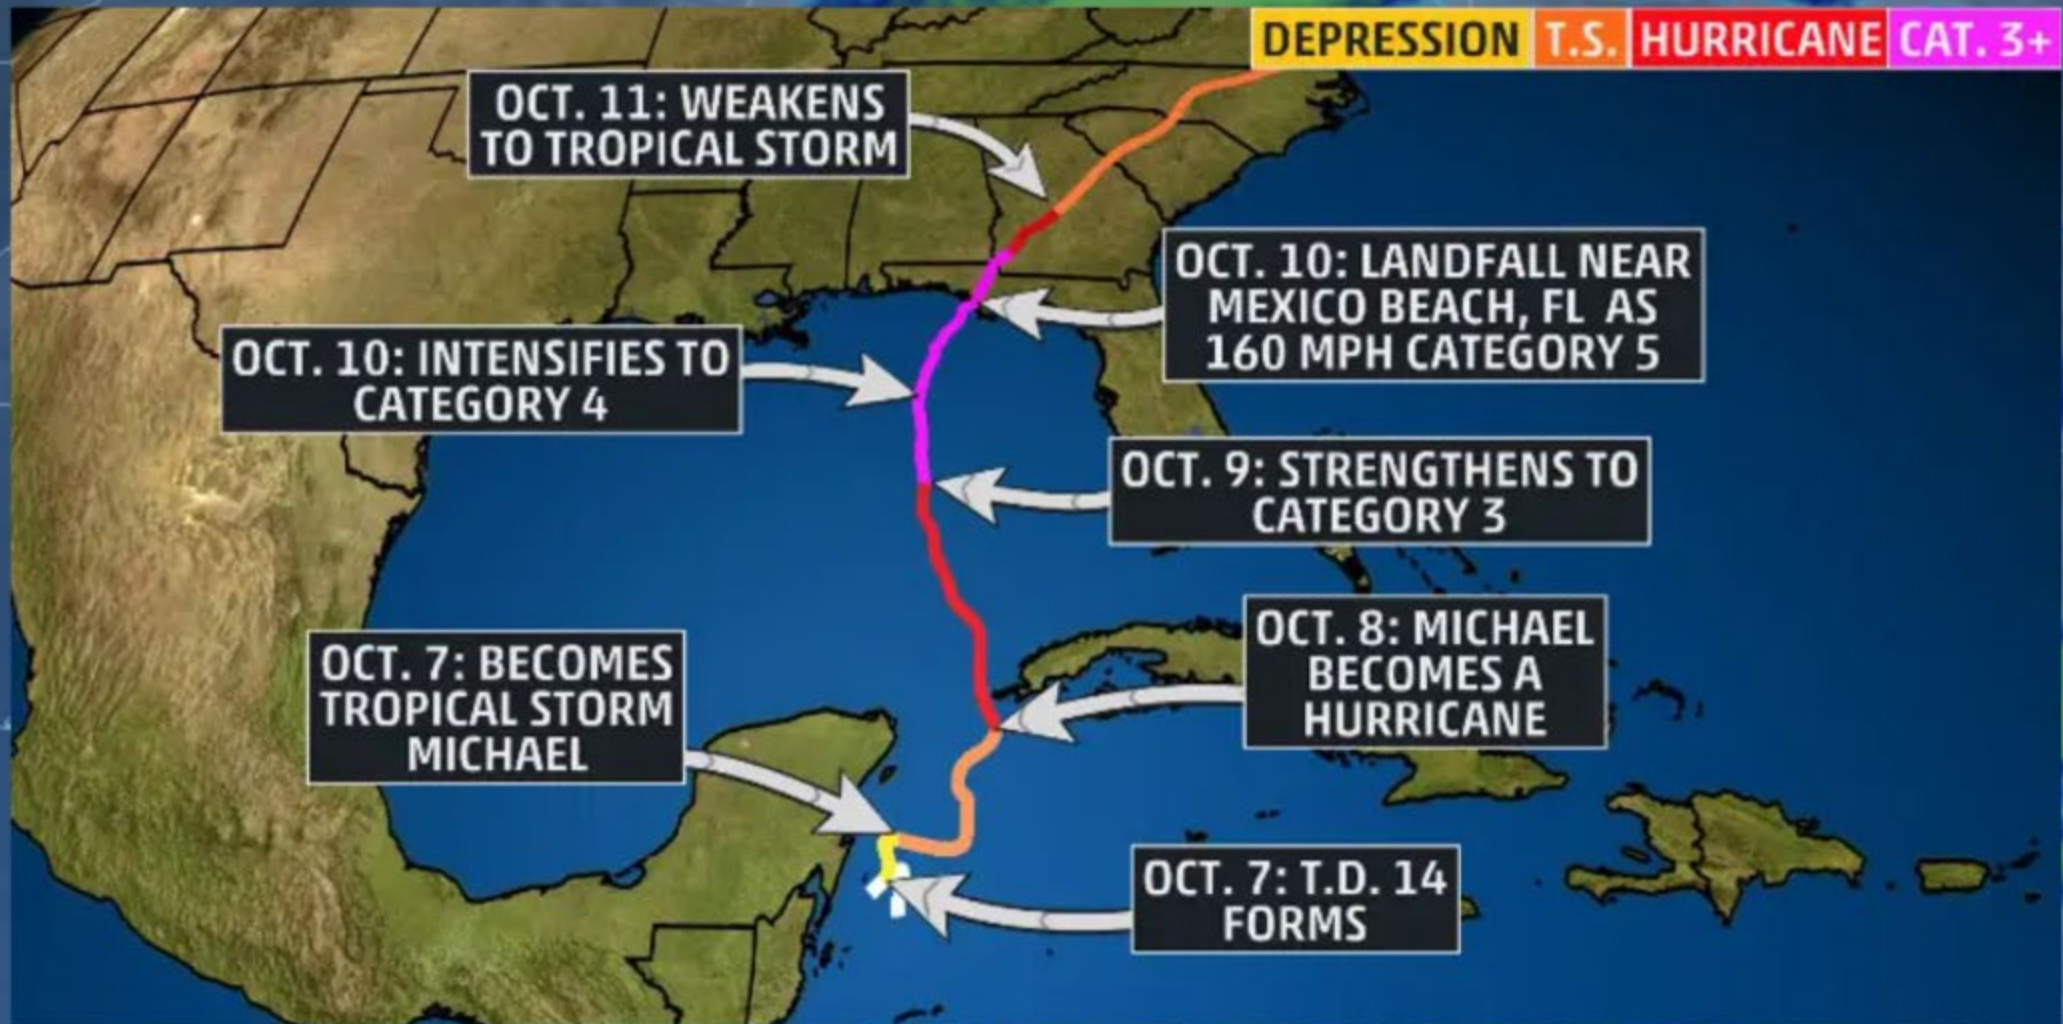 DEPRESSION T.S. HURRICANE CAT. 3+
OCT. 11: WEAKENS
TO TROPICAL STORM
OCT. 10: LANDFALL NEAR
MEXICO BEACH, FL AS
160 MPH CATEGORY 5
OCT. 10: INTENSIFIES TO
CATEGORY 4
OCT. 9: STRENGTHENS TO
CATEGORY 3
OCT. 8: MICHAEL
BECOMES A
HURRICANE
OCT. 7: BECOMES
TROPICAL STORM
MICHAEL
OCT. 7: T.D. 14
FORMS